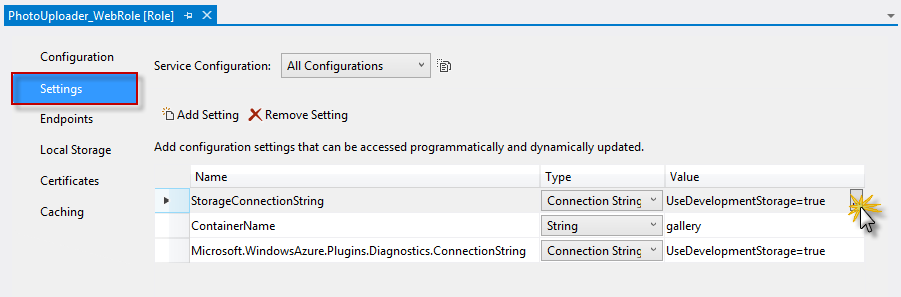 PhotoUploader_WebRole [Role]
Configuration
Settings
Endpoints
Local Storage
Certificates
Caching
Service Configuration: All Configurations
Add Setting Remove Setting
Add configuration settings that can be accessed programmatically and dynamically updated.
Name Type Value
StorageConnectionString Connection String UseDevelopmentStorage=true
ContainerName String gallery
Microsoft.WindowsAzure.Plugins.Diagnostics.ConnectionString Connection String UseDevelopmentStorage=true